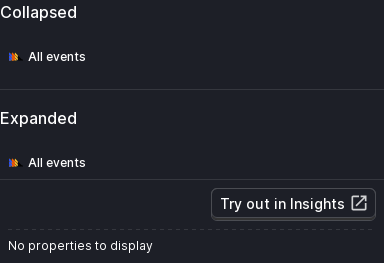 Collapsed
All events
Expanded
All events
Try out in Insights
No properties to display